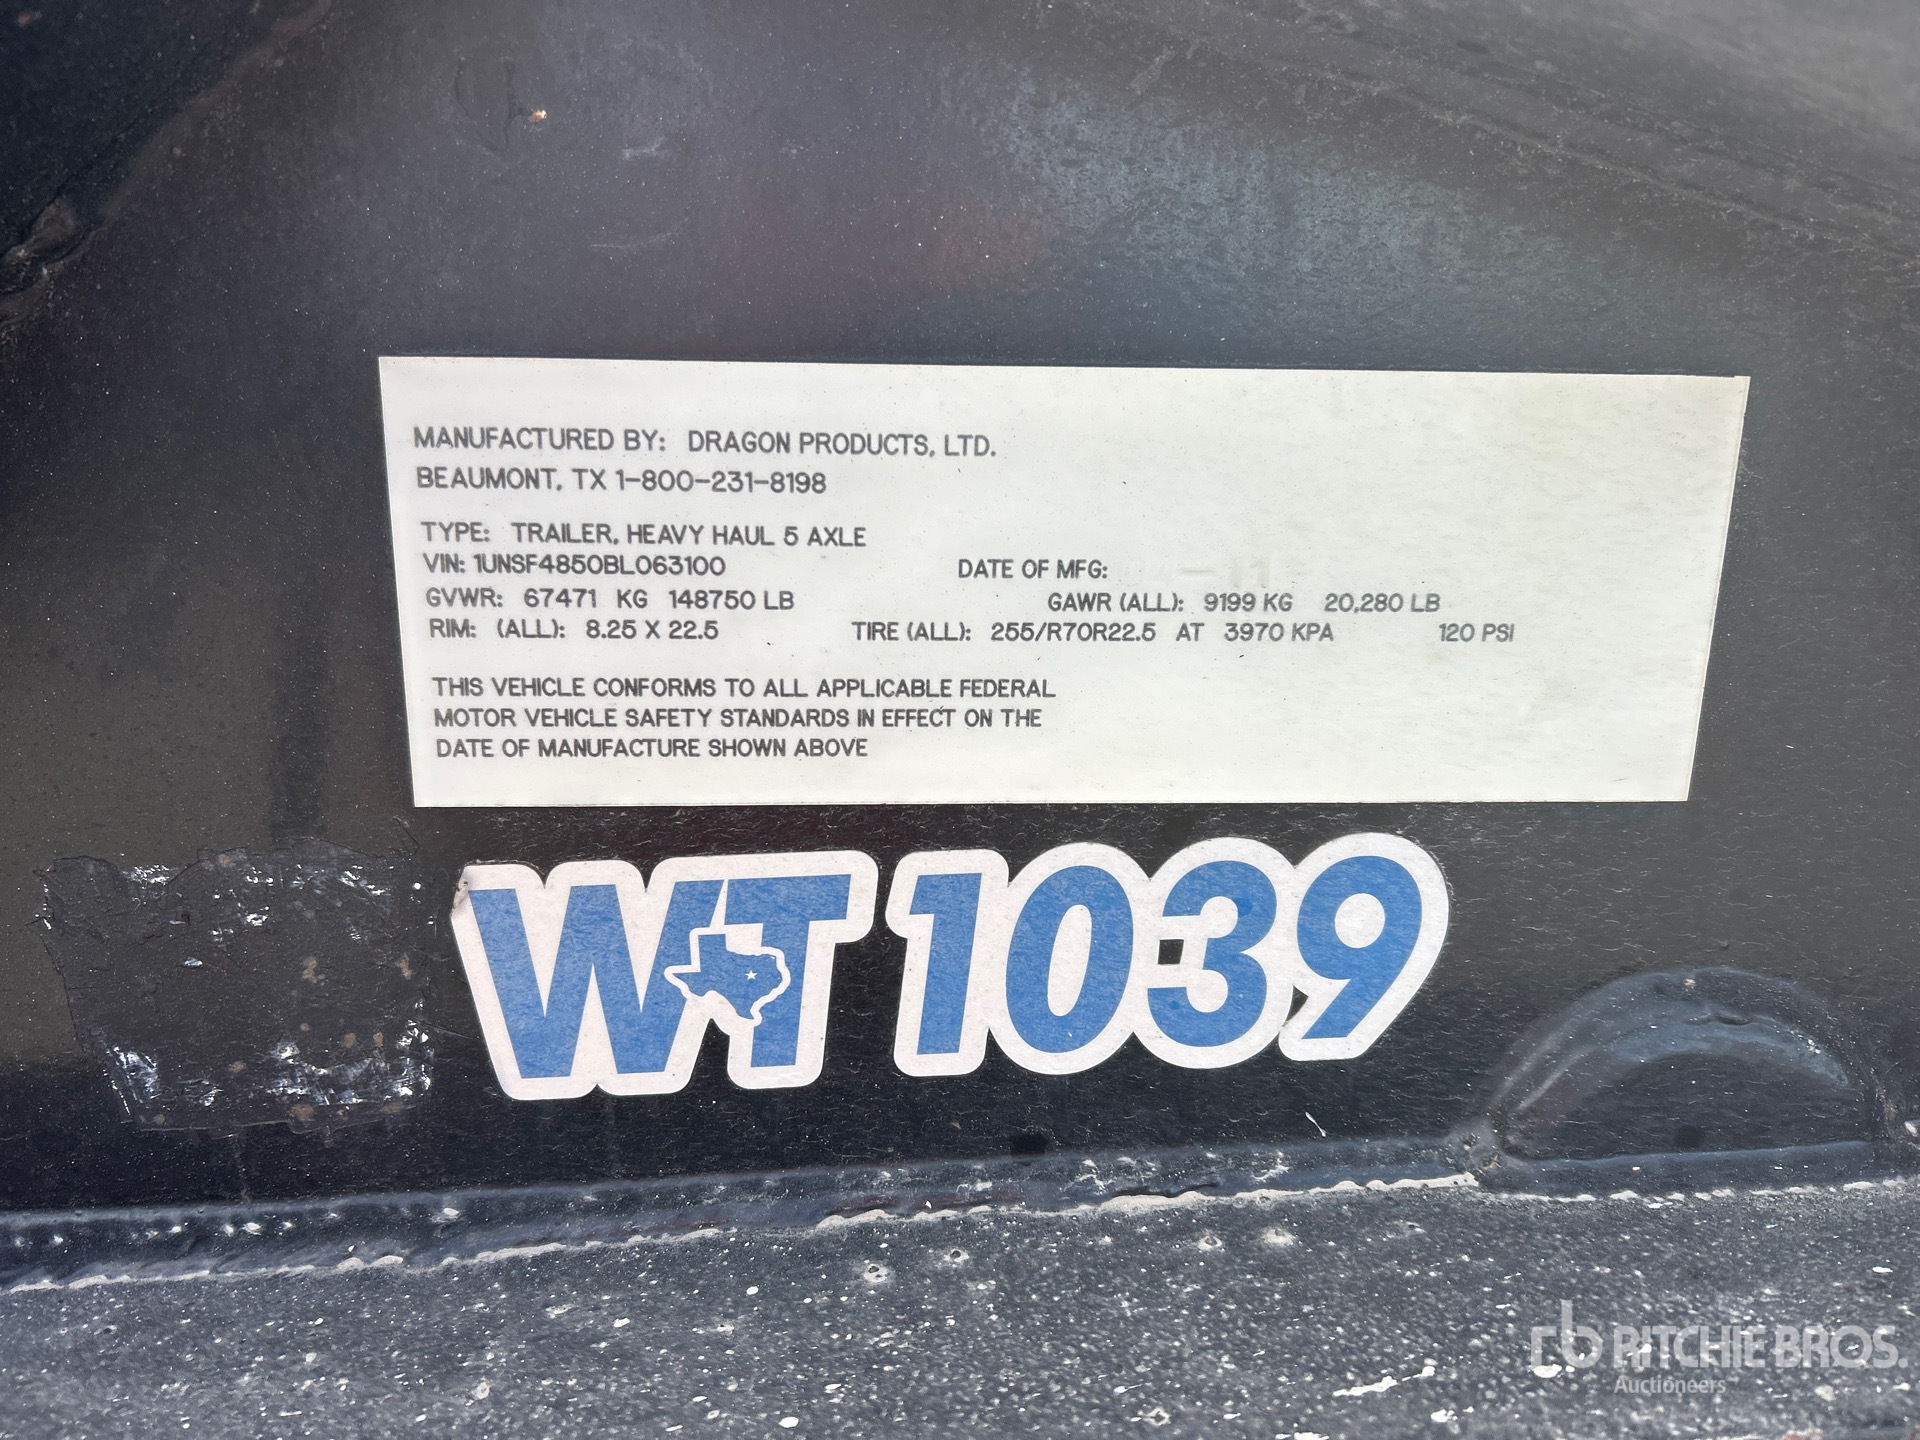 MANUFACTURED BY: DRAGON PRODUCTS, LTD.
BEAUMONT, TX 1-800-231-8198
TYPE: TRAILER, HEAVY HAUL 5 AXLE
VIN: 1UNSF4850BL063100 DATE OF MFG:
GVWR: 67471 KG 148750 LB GAWR (ALL): 9199 KG 20,280 LB
RIM: (ALL): 8.25 X 22.5 TIRE (ALL): 255/R70R22.5 AT 3970 KPA 120 PSI
THIS VEHICLE CONFORMS TO ALL APPLICABLE FEDERAL
MOTOR VEHICLE SAFETY STANDARDS IN EFFECT ON THE
DATE OF MANUFACTURE SHOWN ABOVE
WT 1039
rb RITCHIE BROS.
Auctioneers